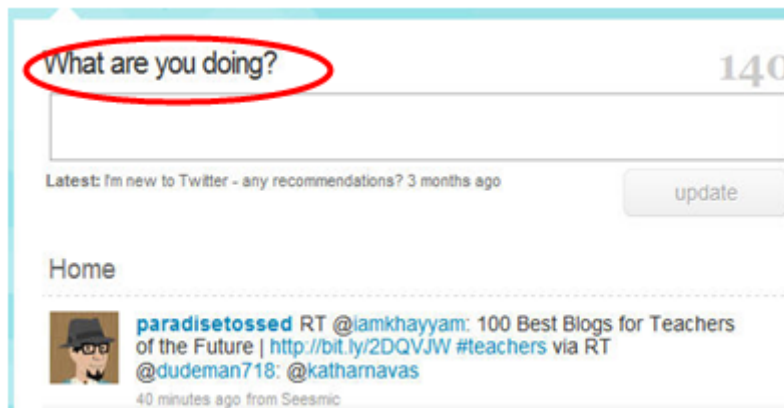 What are you doing?
140
Latest: I'm new to Twitter - any recommendations? 3 months ago
update
Home
paradisetossed RT @iamkhayyam: 100 Best Blogs for Teachers
of the Future | http://bit.ly/2DQVJW #teachers via RT
@dudeman718: @katharnavas
40 minutes ago from Seesmic